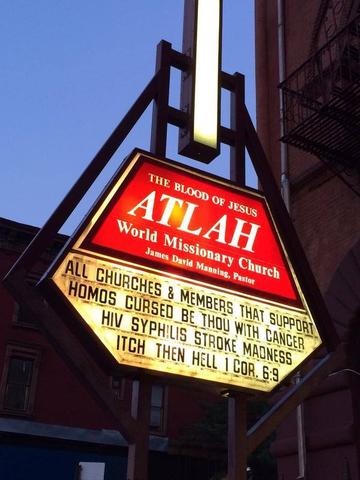 THE BLOOD OF JESUS
ATLAH
World Missionary Church
James David Manning, Pastor
ALL CHURCHES & MEMBERS THAT SUPPORT
HOMOS CURSED BE THOU WITH CANCER
HIV SYPHILIS STROKE MADNESS
ITCH THEN HELL 1 COR. 6:9